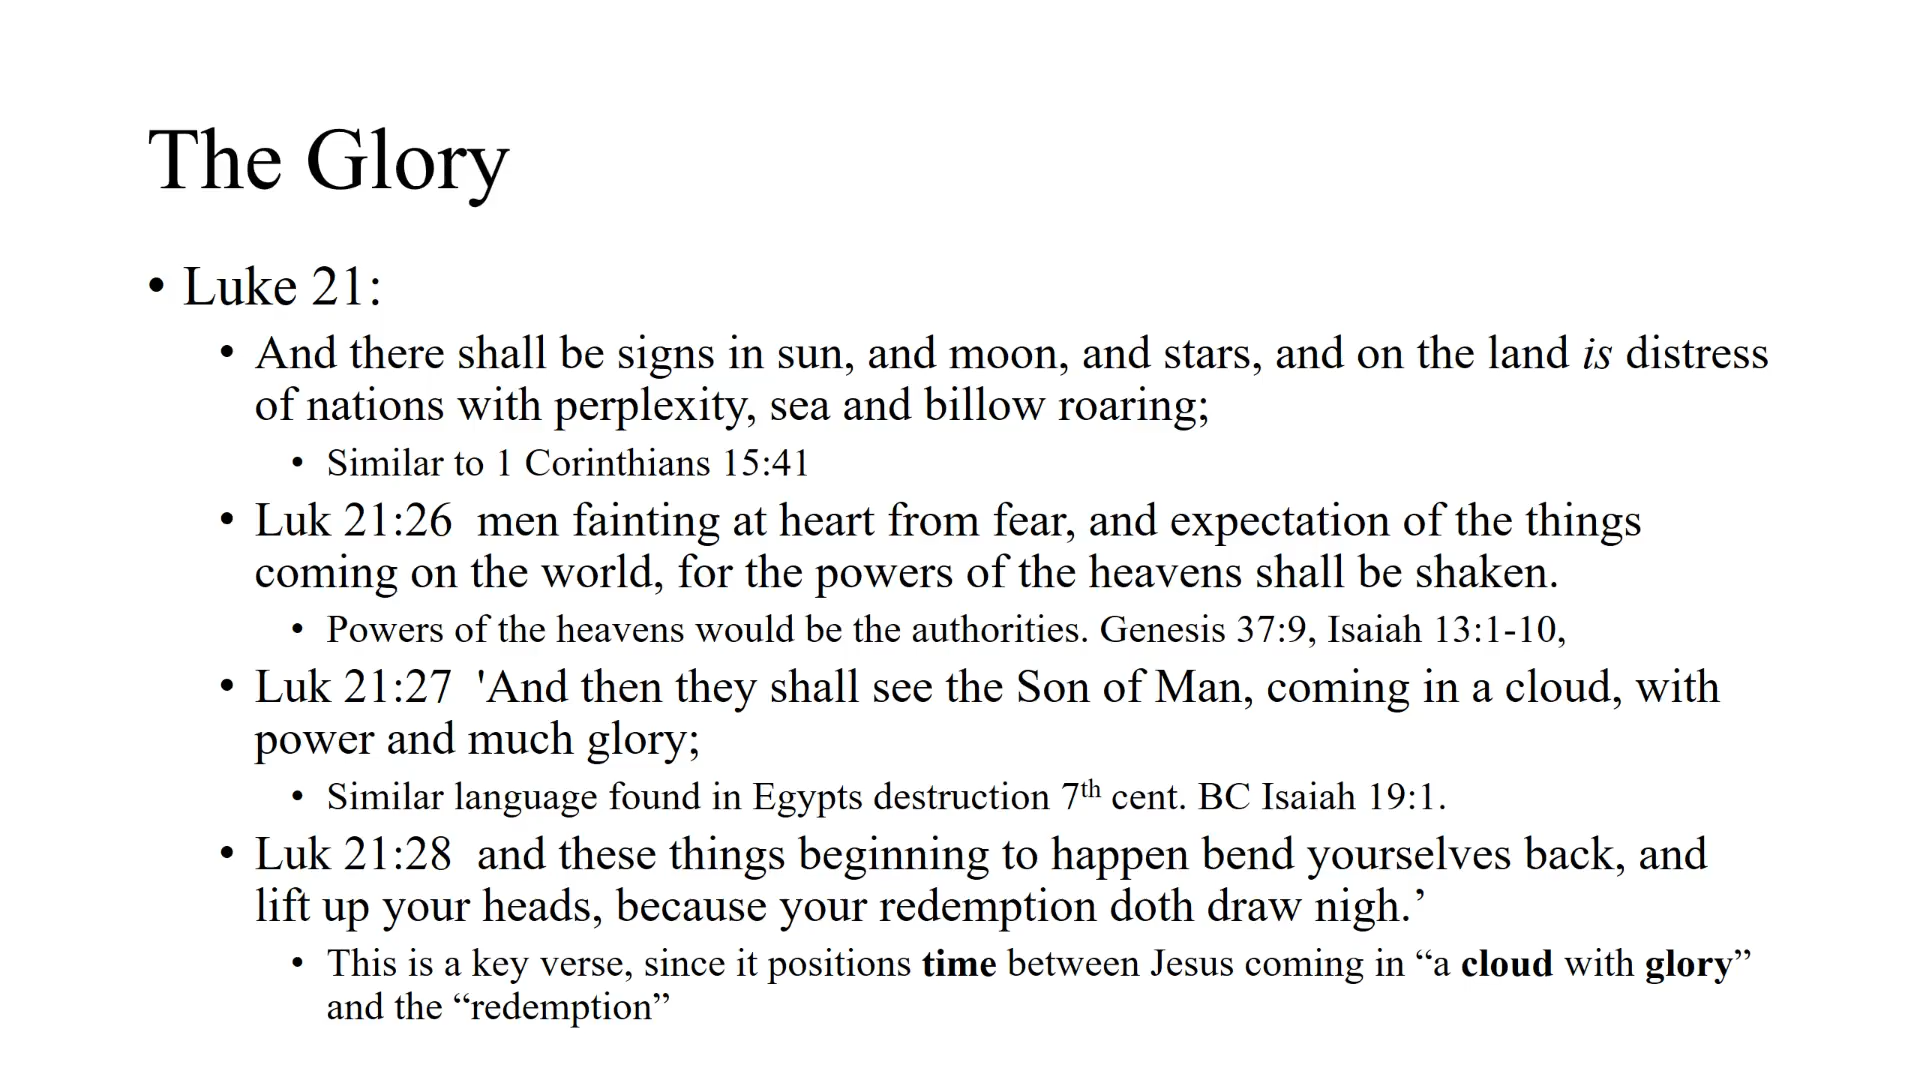 The Glory
• Luke 21:
• And there shall be signs in sun, and moon, and stars, and on the land is distress
of nations with perplexity, sea and billow roaring;
• Similar to 1 Corinthians 15:41
• Luk 21:26  men fainting at heart from fear, and expectation of the things
coming on the world, for the powers of the heavens shall be shaken.
• Powers of the heavens would be the authorities. Genesis 37:9, Isaiah 13:1-10,
• Luk 21:27  'And then they shall see the Son of Man, coming in a cloud, with
power and much glory;
• Similar language found in Egypts destruction 7th cent. BC Isaiah 19:1.
• Luk 21:28  and these things beginning to happen bend yourselves back, and
lift up your heads, because your redemption doth draw nigh.’
• This is a key verse, since it positions time between Jesus coming in “a cloud with glory”
and the “redemption”